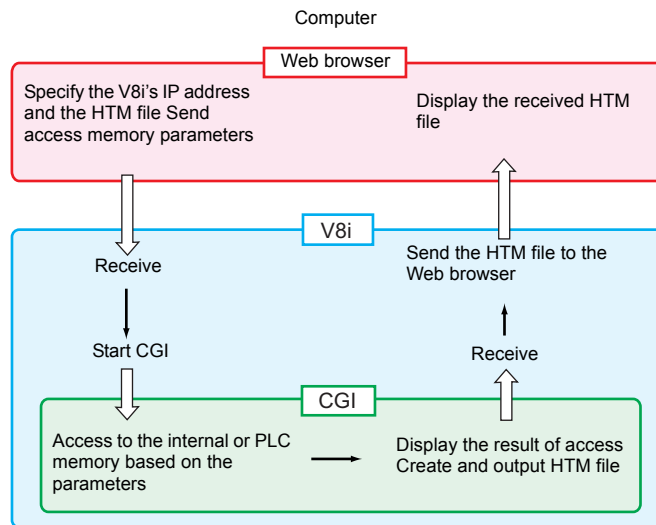 Computer
Web browser
Specify the V8i's IP address
and the HTM file Send
access memory parameters
Display the received HTM
file
V8i
Receive
Send the HTM file to the
Web browser
Start CGI
Receive
CGI
Access to the internal or PLC
memory based on the
parameters
Display the result of access
Create and output HTM file